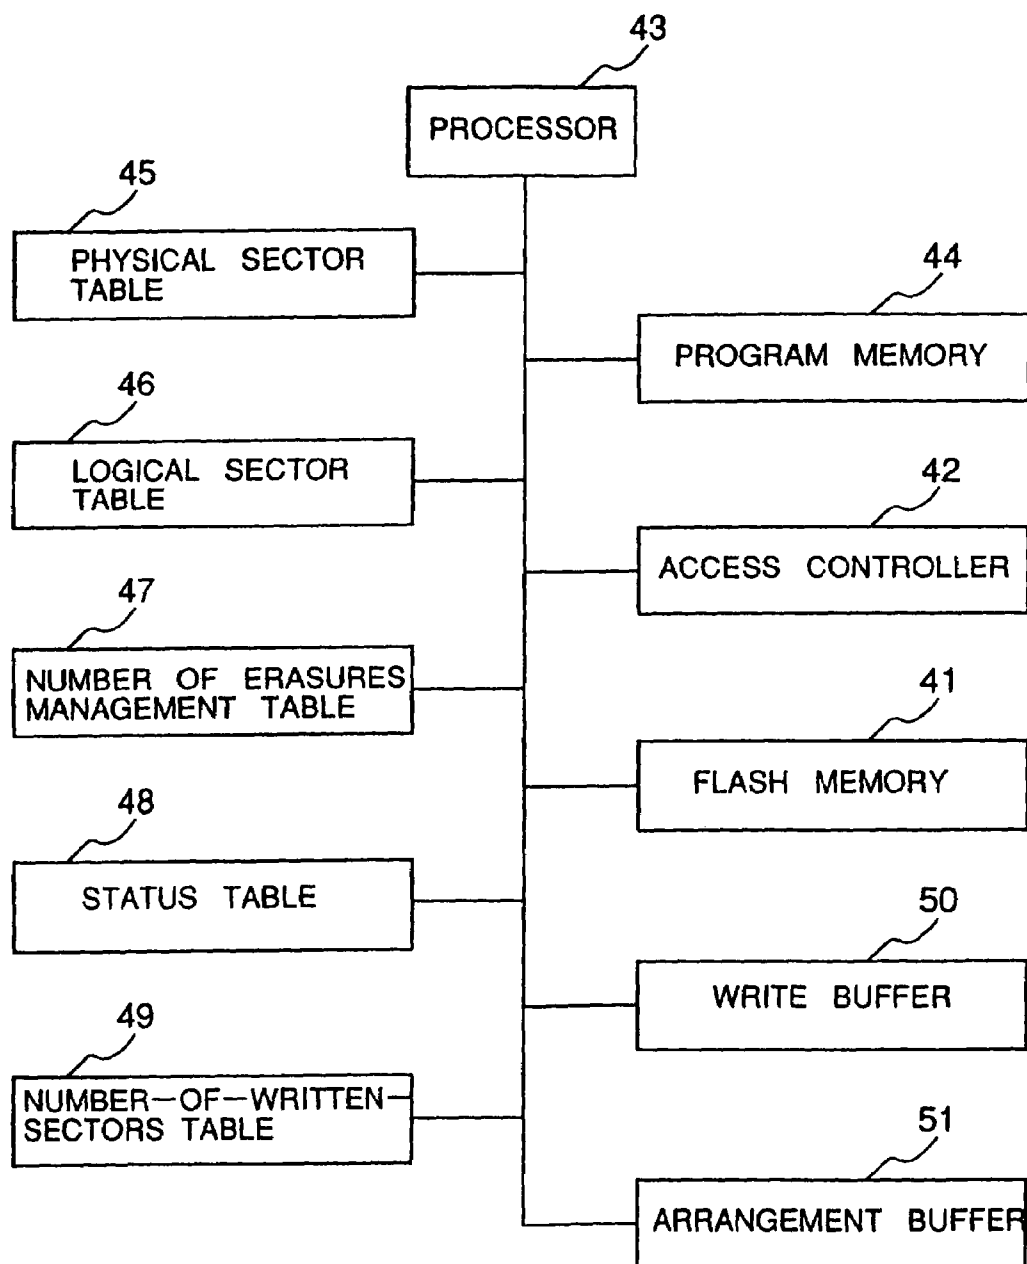 43
PROCESSOR
45
PHYSICAL SECTOR
TABLE
44
PROGRAM MEMORY
46
LOGICAL SECTOR
TABLE
42
ACCESS CONTROLLER
47
NUMBER OF ERASURES
MANAGEMENT TABLE
41
FLASH MEMORY
48
STATUS TABLE
50
WRITE BUFFER
49
NUMBER-OF-WRITTEN-
SECTORS TABLE
51
ARRANGEMENT BUFFER